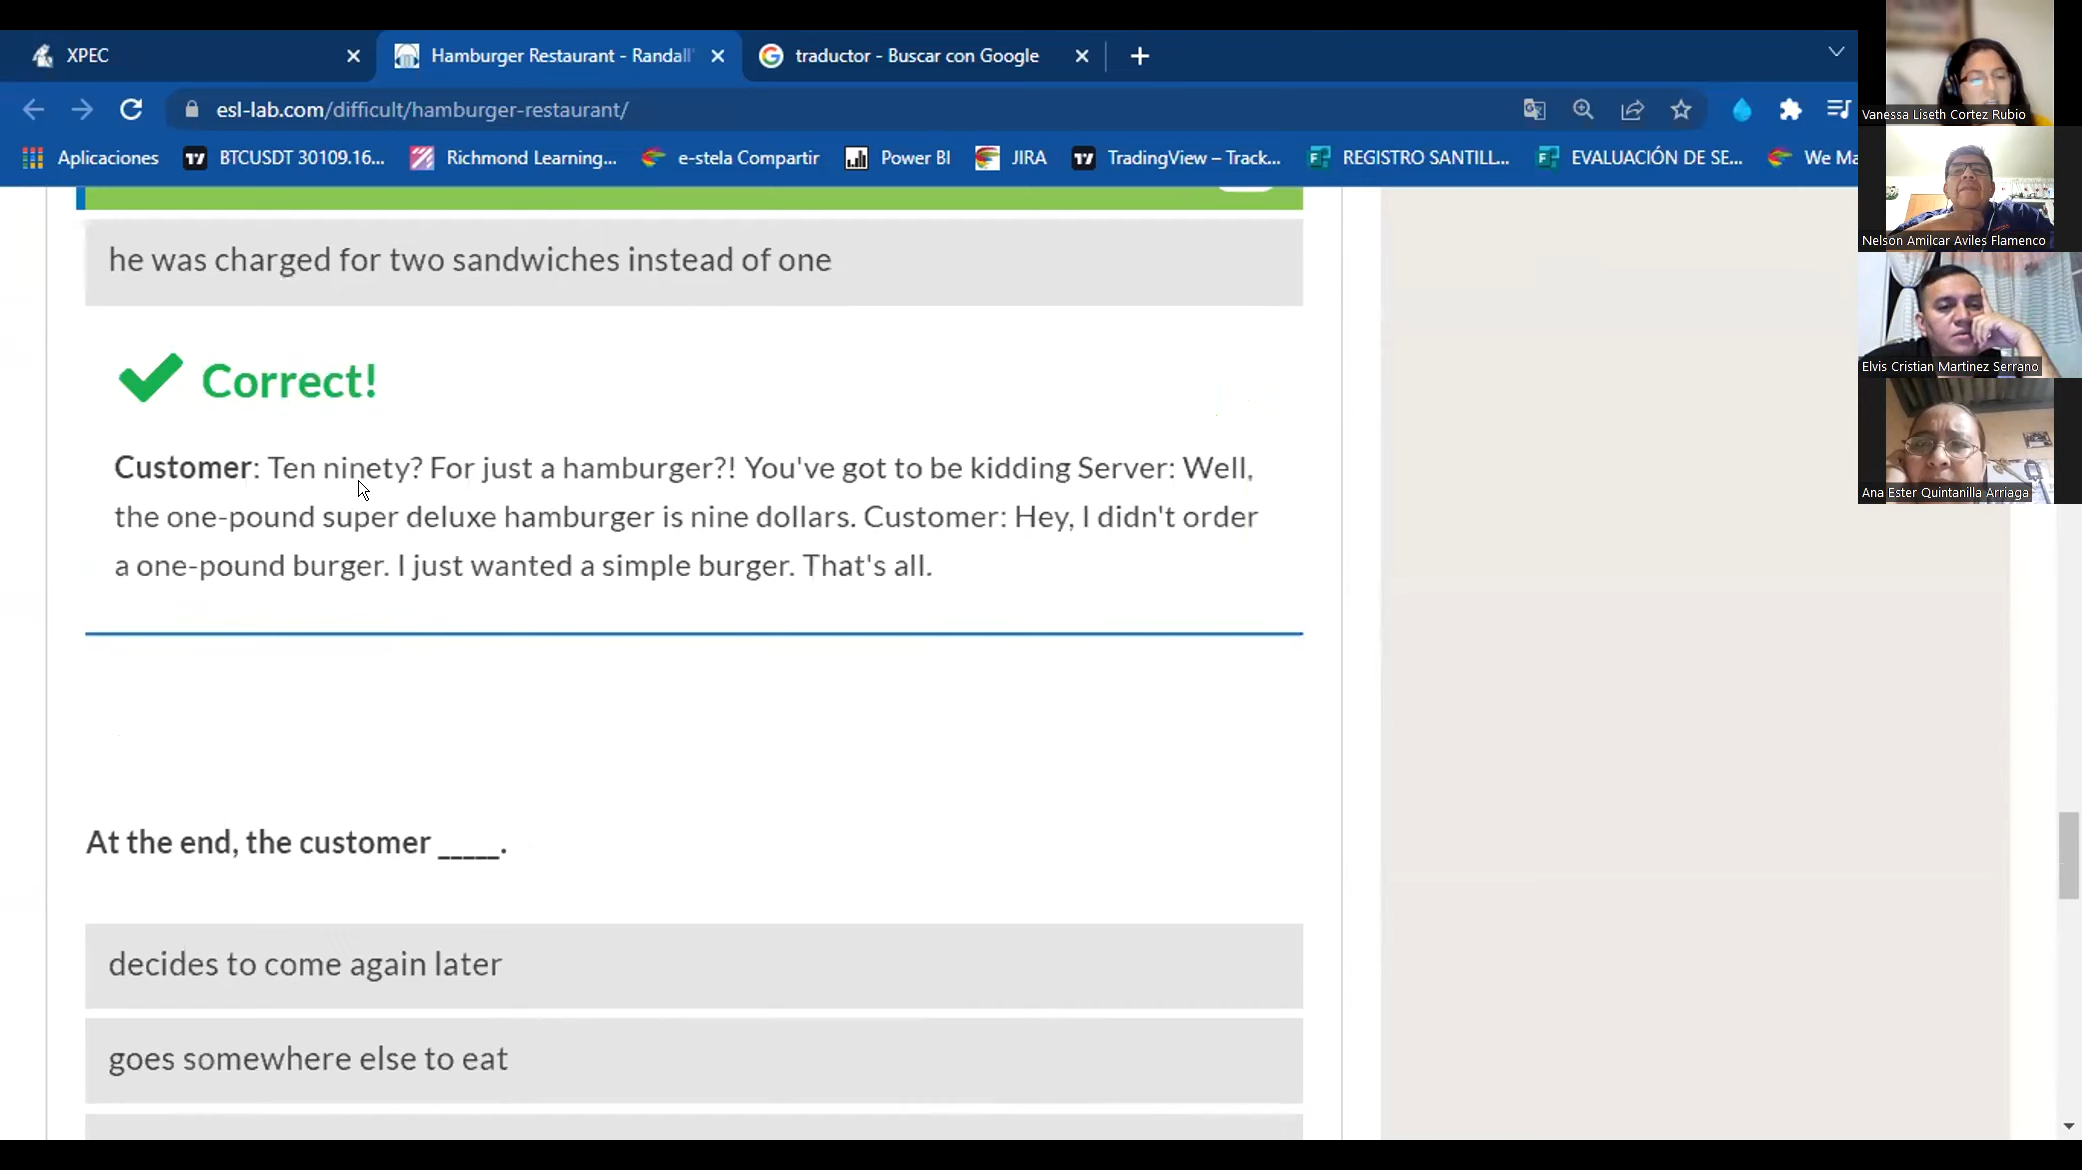 XPEC
Hamburger Restaurant - Randall'
traductor - Buscar con Google
esl-lab.com/difficult/hamburger-restaurant/
Aplicaciones
BTCUSDT 30109.16...
Richmond Learning...
e-stela Compartir
Power BI
JIRA
TradingView – Track...
REGISTRO SANTILL...
EVALUACIÓN DE SE...
We Ma
he was charged for two sandwiches instead of one
Correct!
Customer: Ten ninety? For just a hamburger?! You've got to be kidding Server: Well,
the one-pound super deluxe hamburger is nine dollars. Customer: Hey, I didn't order
a one-pound burger. I just wanted a simple burger. That's all.
At the end, the customer _____.
decides to come again later
goes somewhere else to eat
Vanessa Liseth Cortez Rubio
Nelson Amilcar Aviles Flamenco
Elvis Cristian Martinez Serrano
Ana Ester Quintanilla Arriaga